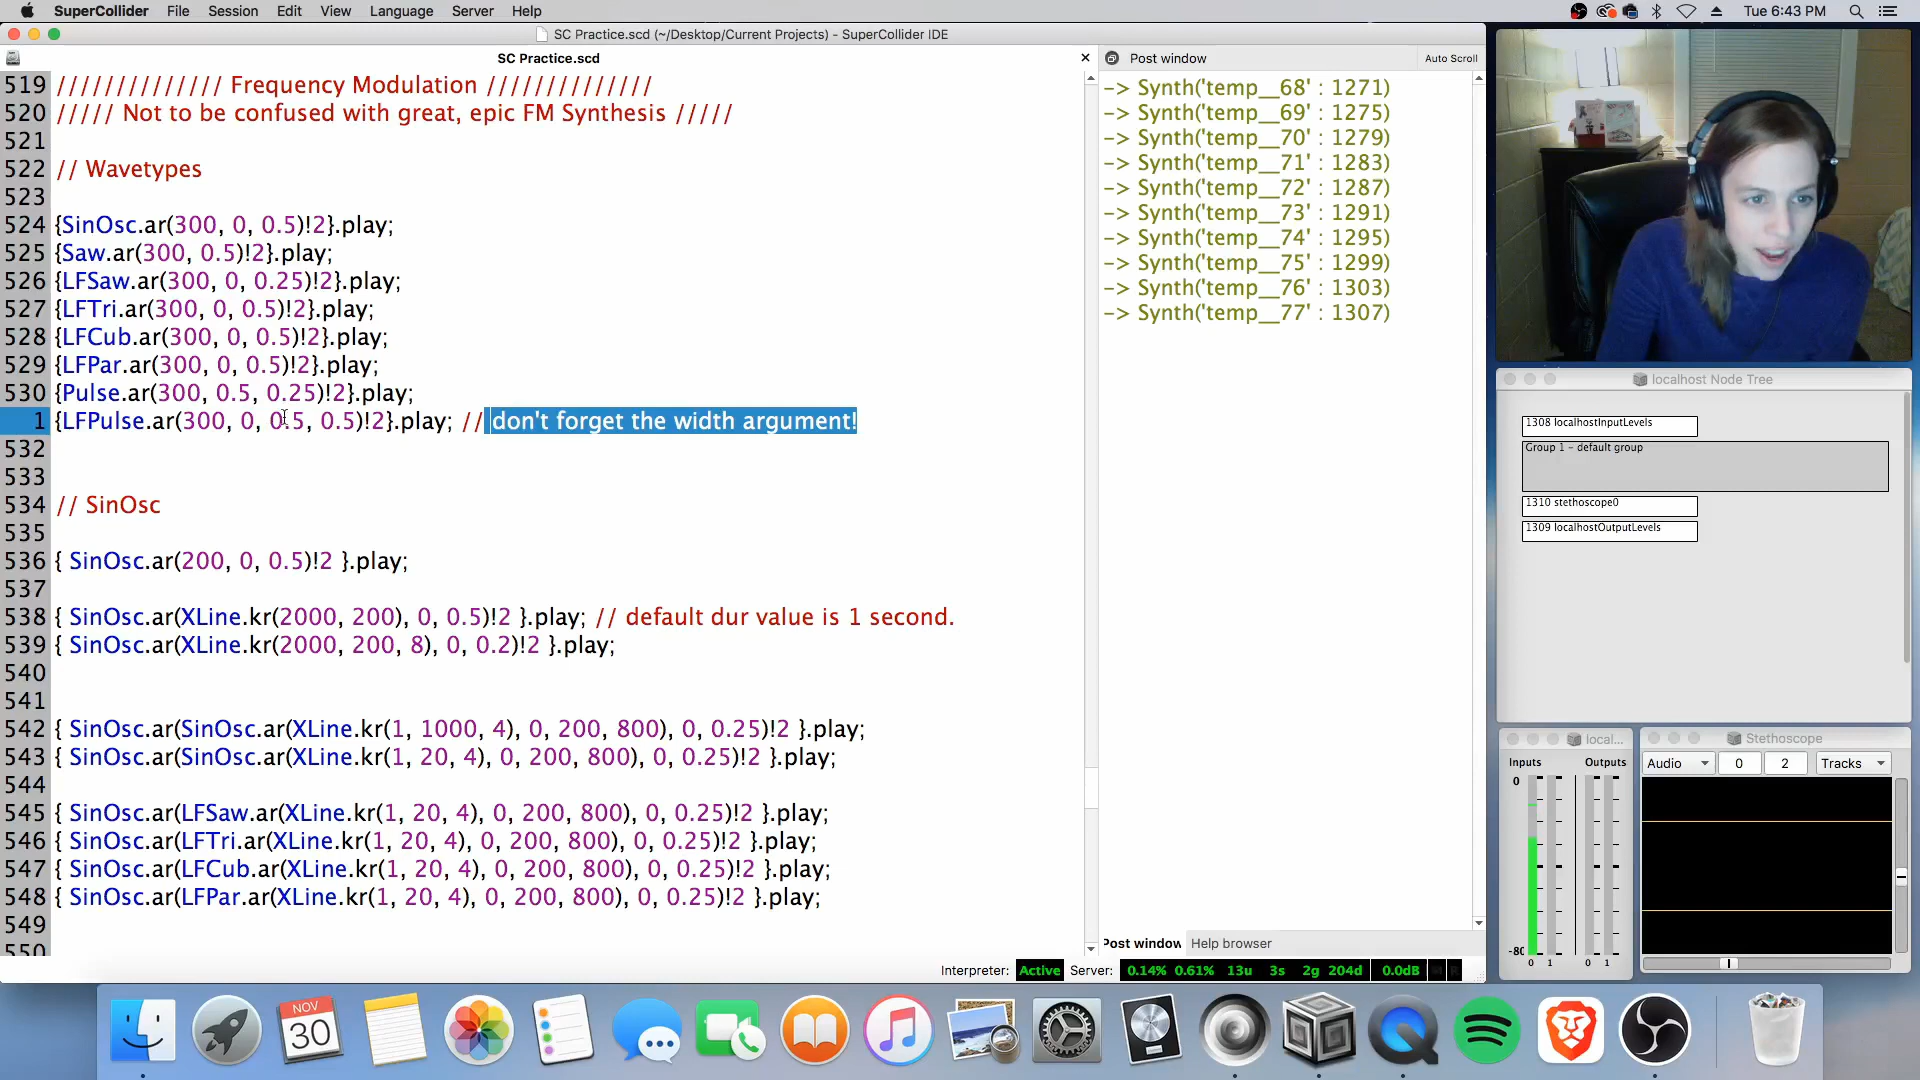 SuperCollider File Session Edit View Language Server Help Tue 6:43 PM
SC Practice.scd (~/Desktop/Current Projects) - SuperCollider IDE
SC Practice.scd
519 ////////////// Frequency Modulation //////////////
520 ///// Not to be confused with great, epic FM Synthesis /////
521
522 // Wavetypes
523
524 {SinOsc.ar(300, 0, 0.5)!2}.play;
525 {Saw.ar(300, 0.5)!2}.play;
526 {LFSaw.ar(300, 0, 0.25)!2}.play;
527 {LFTri.ar(300, 0, 0.5)!2}.play;
528 {LFCub.ar(300, 0, 0.5)!2}.play;
529 {LFPar.ar(300, 0, 0.5)!2}.play;
530 {Pulse.ar(300, 0.5, 0.25)!2}.play;
1 {LFPulse.ar(300, 0, 0.5, 0.5)!2}.play; // don't forget the width argument!
532
533
534 // SinOsc
535
536 { SinOsc.ar(200, 0, 0.5)!2 }.play;
537
538 { SinOsc.ar(XLine.kr(2000, 200), 0, 0.5)!2 }.play; // default dur value is 1 second.
539 { SinOsc.ar(XLine.kr(2000, 200, 8), 0, 0.2)!2 }.play;
540
541
542 { SinOsc.ar(SinOsc.ar(XLine.kr(1, 1000, 4), 0, 200, 800), 0, 0.25)!2 }.play;
543 { SinOsc.ar(SinOsc.ar(XLine.kr(1, 20, 4), 0, 200, 800), 0, 0.25)!2 }.play;
544
545 { SinOsc.ar(LFSaw.ar(XLine.kr(1, 20, 4), 0, 200, 800), 0, 0.25)!2 }.play;
546 { SinOsc.ar(LFTri.ar(XLine.kr(1, 20, 4), 0, 200, 800), 0, 0.25)!2 }.play;
547 { SinOsc.ar(LFCub.ar(XLine.kr(1, 20, 4), 0, 200, 800), 0, 0.25)!2 }.play;
548 { SinOsc.ar(LFPar.ar(XLine.kr(1, 20, 4), 0, 200, 800), 0, 0.25)!2 }.play;
549
550
Post window Auto Scroll
-> Synth('temp__68' : 1271)
-> Synth('temp__69' : 1275)
-> Synth('temp__70' : 1279)
-> Synth('temp__71' : 1283)
-> Synth('temp__72' : 1287)
-> Synth('temp__73' : 1291)
-> Synth('temp__74' : 1295)
-> Synth('temp__75' : 1299)
-> Synth('temp__76' : 1303)
-> Synth('temp__77' : 1307)
Post window Help browser
Interpreter: Active Server: 0.14% 0.61% 13u 3s 2g 204d 0.0dB M R
localhost Node Tree
1308 localhostInputLevels
Group 1 - default group
1310 stethoscope0
1309 localhostOutputLevels
local...
Inputs Outputs
0
-80
0 1 0 1
Stethoscope
Audio 0 2 Tracks
NOV
30